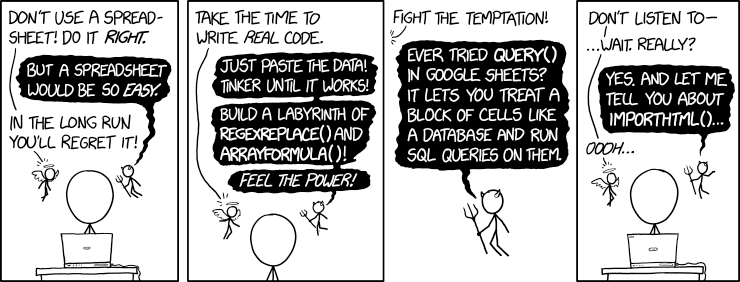 DON'T USE A SPREAD-
SHEET! DO IT RIGHT.
BUT A SPREADSHEET
WOULD BE SO EASY.
IN THE LONG RUN
YOU'LL REGRET IT!
TAKE THE TIME TO
WRITE REAL CODE.
JUST PASTE THE DATA!
TINKER UNTIL IT WORKS!
BUILD A LABYRINTH OF
REGEXREPLACE() AND
ARRAYFORMULA()!
FEEL THE POWER!
FIGHT THE TEMPTATION!
EVER TRIED QUERY()
IN GOOGLE SHEETS?
IT LETS YOU TREAT A
BLOCK OF CELLS LIKE
A DATABASE AND RUN
SQL QUERIES ON THEM.
DON'T LISTEN TO—
...WAIT. REALLY?
YES, AND LET ME
TELL YOU ABOUT
IMPORTHTML()...
OOOH...